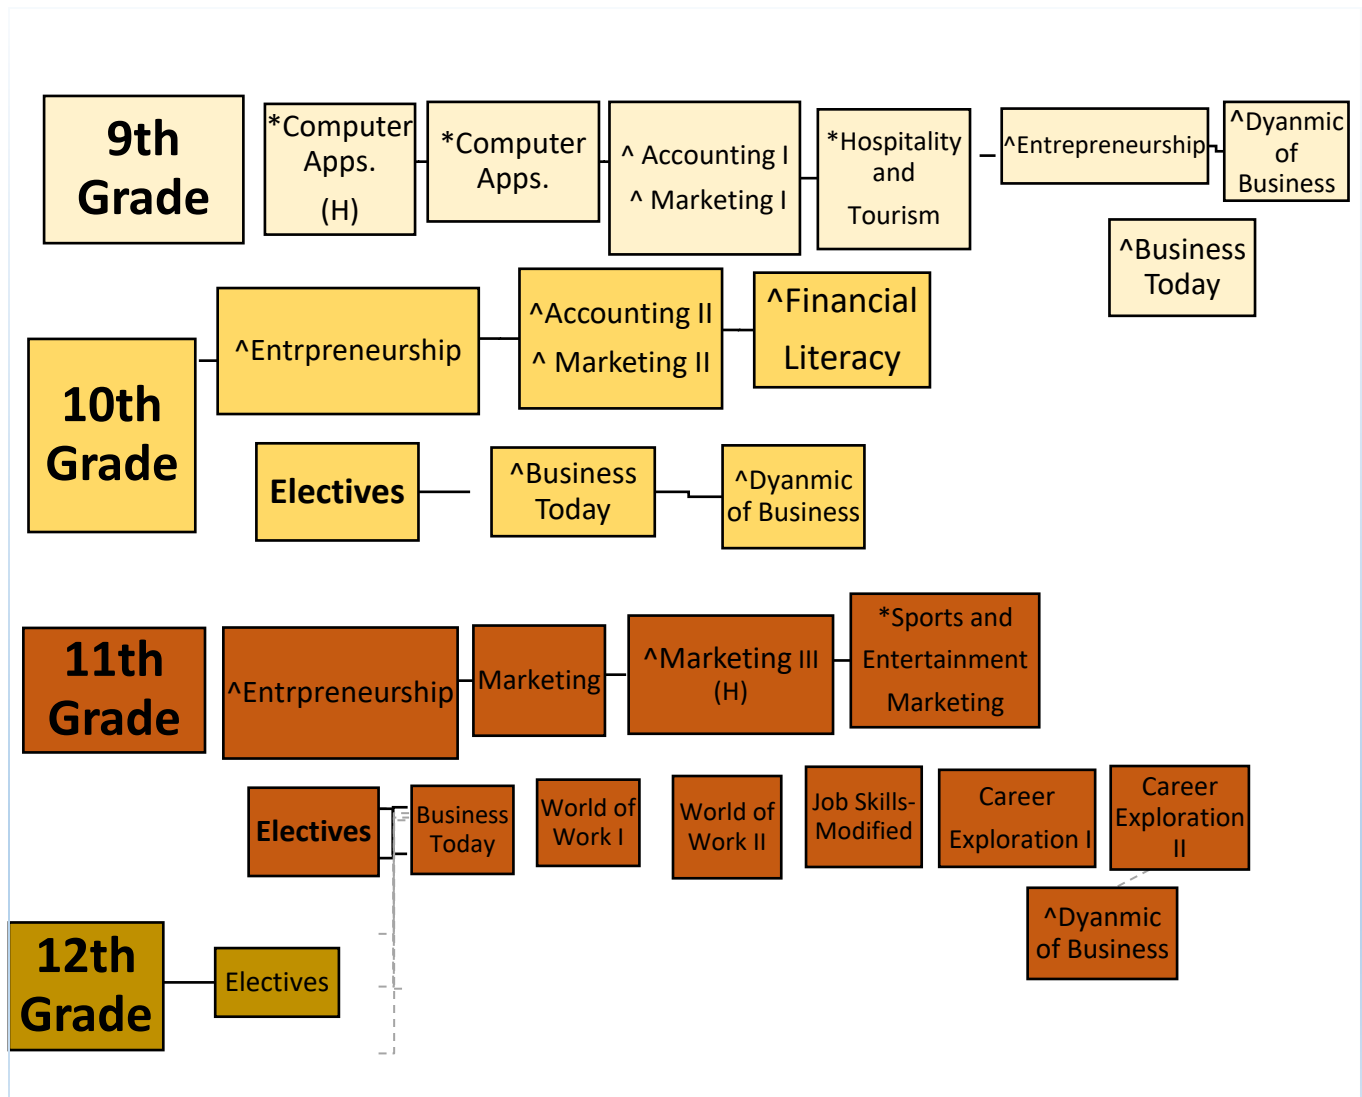 9th
Grade
*Computer
Apps.
(H)
*Computer
Apps.
^ Accounting I
^ Marketing I
*Hospitality
and
Tourism
^Entrepreneurship
^Dyanmic
of
Business
^Business
Today
10th
Grade
^Entrpreneurship
^Accounting II
^ Marketing II
^Financial
Literacy
Electives
^Business
Today
^Dyanmic
of Business
11th
Grade
^Entrpreneurship
Marketing
^Marketing III
(H)
*Sports and
Entertainment
Marketing
Electives
Business
Today
World of
Work I
World of
Work II
Job Skills-
Modified
Career
Exploration I
Career
Exploration
II
^Dyanmic
of Business
12th
Grade
Electives